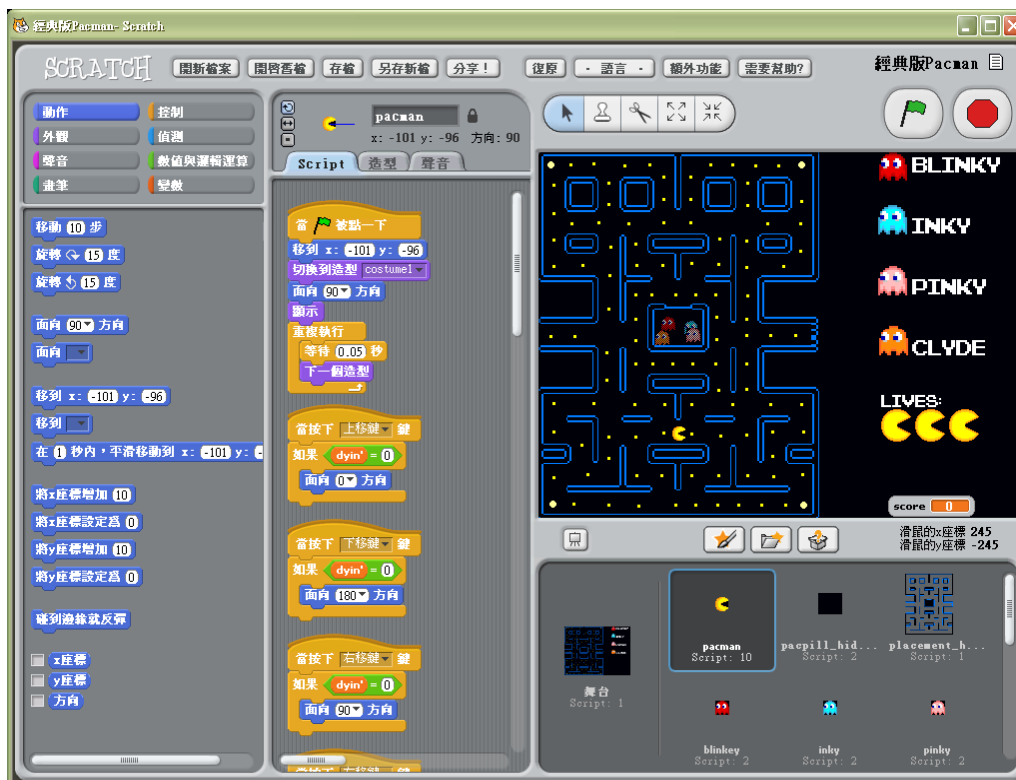 經典版Pacman- Scratch
SCRATCH
開新檔案 開啓舊檔 存檔 另存新檔 分享! 復原 · 語言 · 額外功能 需要幫助?
經典版Pacman
動作 控制
外觀 偵測
聲音 數值與邏輯運算
畫筆 變數
移動 10 步
旋轉 15 度
旋轉 15 度
面向 90 方向
面向
移到 x: -101 y: -96
移到
在 1 秒內,平滑移動到 x: -101 y: -
將x座標增加 10
將x座標設定為 0
將y座標增加 10
將y座標設定為 0
碰到邊緣就反彈
x座標
y座標
方向
pacman
x: -101 y: -96 方向: 90
Script 造型 聲音
當 被點一下
移到 x: -101 y: -96
切換到造型 costume1
面向 90 方向
顯示
重複執行
等待 0.05 秒
下一個造型
當按下 上移鍵 鍵
如果 dyin' = 0
面向 0 方向
當按下 下移鍵 鍵
如果 dyin' = 0
面向 180 方向
當按下 右移鍵 鍵
如果 dyin' = 0
面向 90 方向
BLINKY
INKY
PINKY
CLYDE
LIVES:
score 0
滑鼠的x座標 245
滑鼠的y座標 -245
舞台
Script: 1
pacman
Script: 10
pacpill_hid...
Script: 2
placement_h...
Script: 1
blinkey
Script: 2
inky
Script: 2
pinky
Script: 2